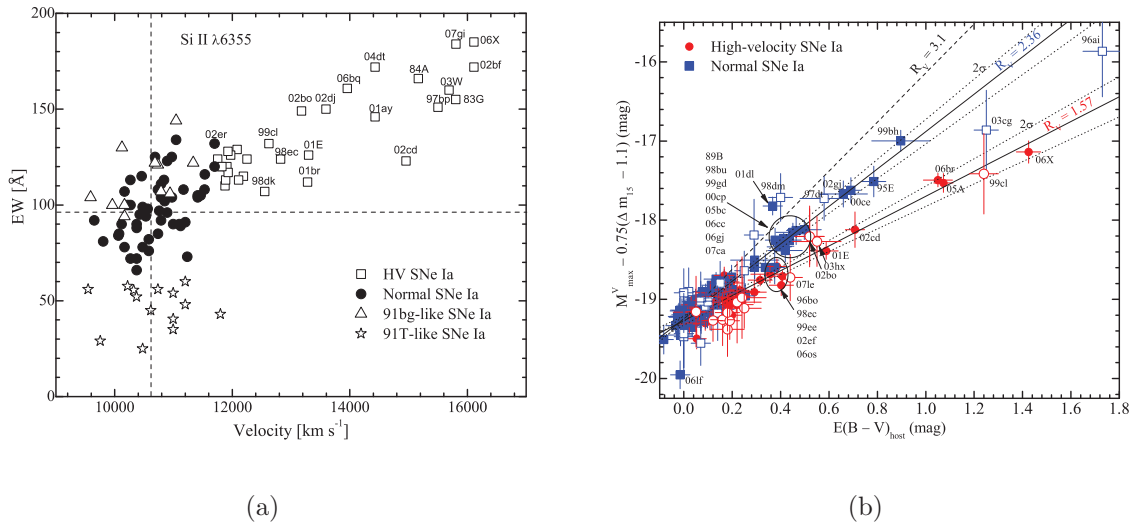 Si II λ6355
07gi
06X
04dt
02bf
84A
06bq
03W
02bo
02dj
97bp
83G
01ay
02er
99cl
98ec
01E
02cd
01br
98dk
HV SNe Ia
Normal SNe Ia
91bg-like SNe Ia
91T-like SNe Ia
200
150
100
50
0
EW [Å]
10000
12000
14000
16000
Velocity [km s⁻¹]
(a)
High-velocity SNe Ia
Normal SNe Ia
R_V = 3.1
2σ
R_V = 2.36
96ai
2σ
R_V = 1.57
03cg
99bh
06X
89B
98bu
99gd
00cp
05bc
06cc
06gj
07ca
01dl
98dm
97dt
02gj
00ce
95E
06br
05A
99cl
02cd
01E
03hx
02bo
07le
96bo
98ec
99ee
02ef
06os
06lf
-16
-17
-18
-19
-20
M^V_max − 0.75(Δ m_15 − 1.1) (mag)
0.0
0.2
0.4
0.6
0.8
1.0
1.2
1.4
1.6
1.8
E(B – V)_host (mag)
(b)